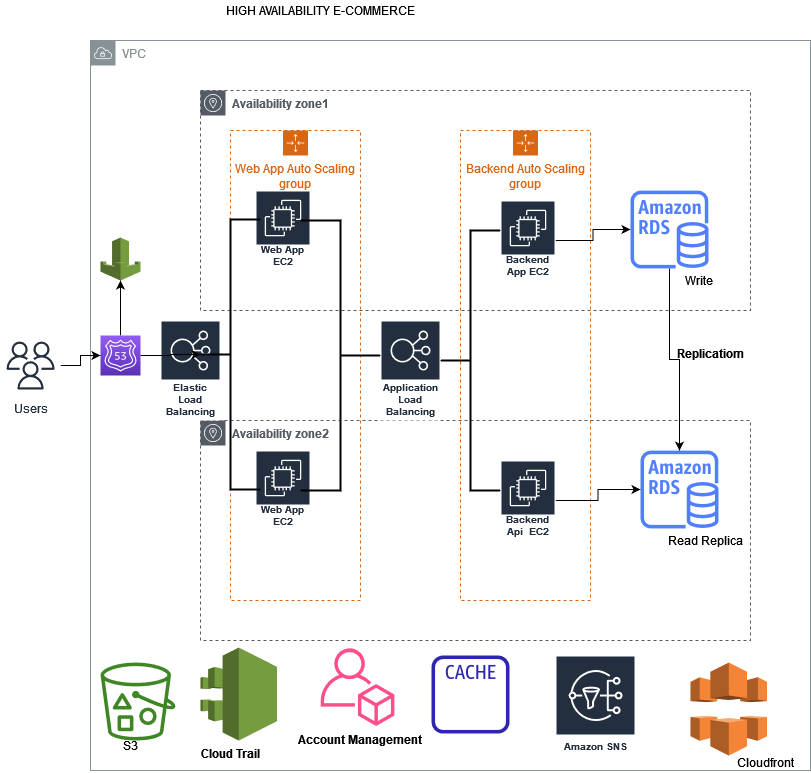 HIGH AVAILABILITY E-COMMERCE
VPC
Availability zone1
Web App Auto Scaling
group
Backend Auto Scaling
group
Web App
EC2
Backend
App EC2
Amazon
RDS
Write
53
Users
Elastic
Load
Balancing
Application
Load
Balancing
Replicatiom
Availability zone2
Web App
EC2
Backend
Api EC2
Amazon
RDS
Read Replica
S3
Cloud Trail
Account Management
CACHE
Amazon SNS
Cloudfront